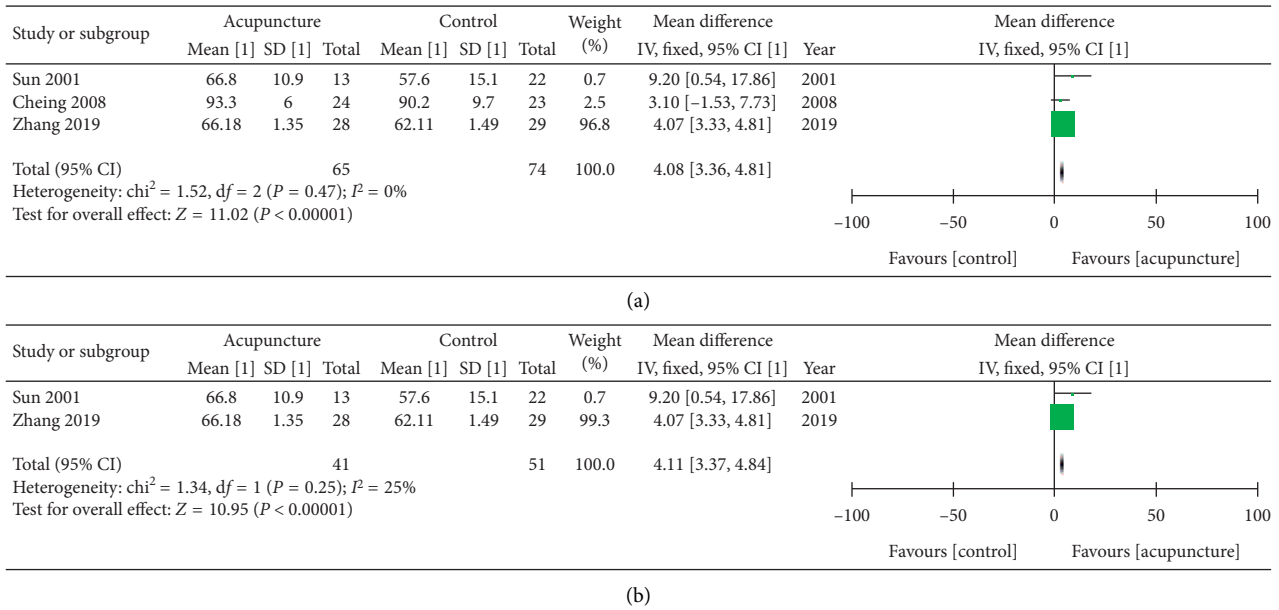 Study or subgroup Acupuncture Control Weight (%) Mean difference Mean difference
Mean [1] SD [1] Total Mean [1] SD [1] Total IV, fixed, 95% CI [1] Year IV, fixed, 95% CI [1]
Sun 2001 66.8 10.9 13 57.6 15.1 22 0.7 9.20 [0.54, 17.86] 2001
Cheing 2008 93.3 6 24 90.2 9.7 23 2.5 3.10 [−1.53, 7.73] 2008
Zhang 2019 66.18 1.35 28 62.11 1.49 29 96.8 4.07 [3.33, 4.81] 2019
Total (95% CI) 65 74 100.0 4.08 [3.36, 4.81]
Heterogeneity: chi² = 1.52, df = 2 (P = 0.47); I² = 0%
Test for overall effect: Z = 11.02 (P < 0.00001)
−100 −50 0 50 100
Favours [control] Favours [acupuncture]
(a)
Study or subgroup Acupuncture Control Weight (%) Mean difference Mean difference
Mean [1] SD [1] Total Mean [1] SD [1] Total IV, fixed, 95% CI [1] Year IV, fixed, 95% CI [1]
Sun 2001 66.8 10.9 13 57.6 15.1 22 0.7 9.20 [0.54, 17.86] 2001
Zhang 2019 66.18 1.35 28 62.11 1.49 29 99.3 4.07 [3.33, 4.81] 2019
Total (95% CI) 41 51 100.0 4.11 [3.37, 4.84]
Heterogeneity: chi² = 1.34, df = 1 (P = 0.25); I² = 25%
Test for overall effect: Z = 10.95 (P < 0.00001)
−100 −50 0 50 100
Favours [control] Favours [acupuncture]
(b)